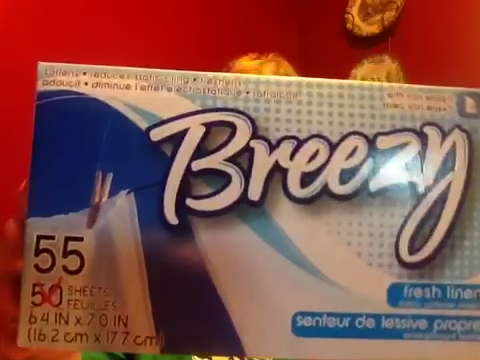 softens • reduces static cling • freshens
adoucit • diminue l'effet électrostatique • rafraîchit
Breezy
55
50 SHEETS
FEUILLES
6.4 IN x 7.0 IN
(16.2 cm x 17.7 cm)
fresh linen
senteur de lessive propre